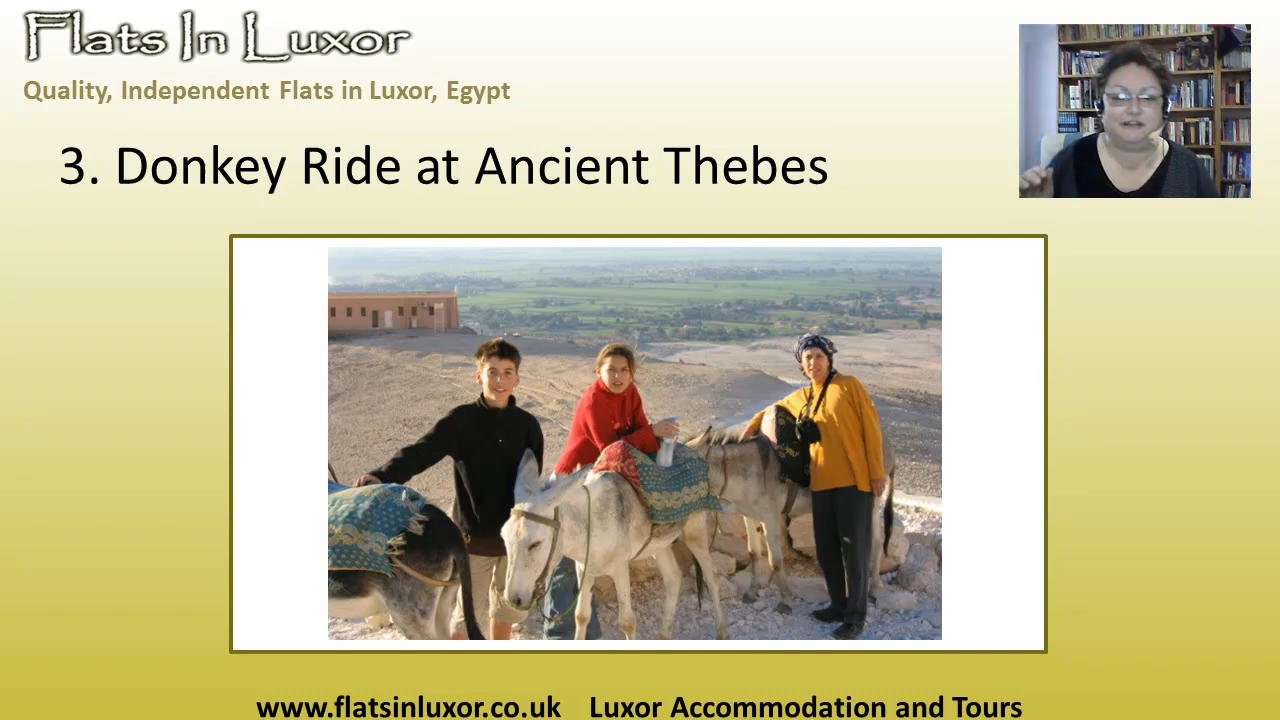 Flats In Luxor
Quality, Independent Flats in Luxor, Egypt
3. Donkey Ride at Ancient Thebes
www.flatsinluxor.co.uk Luxor Accommodation and Tours